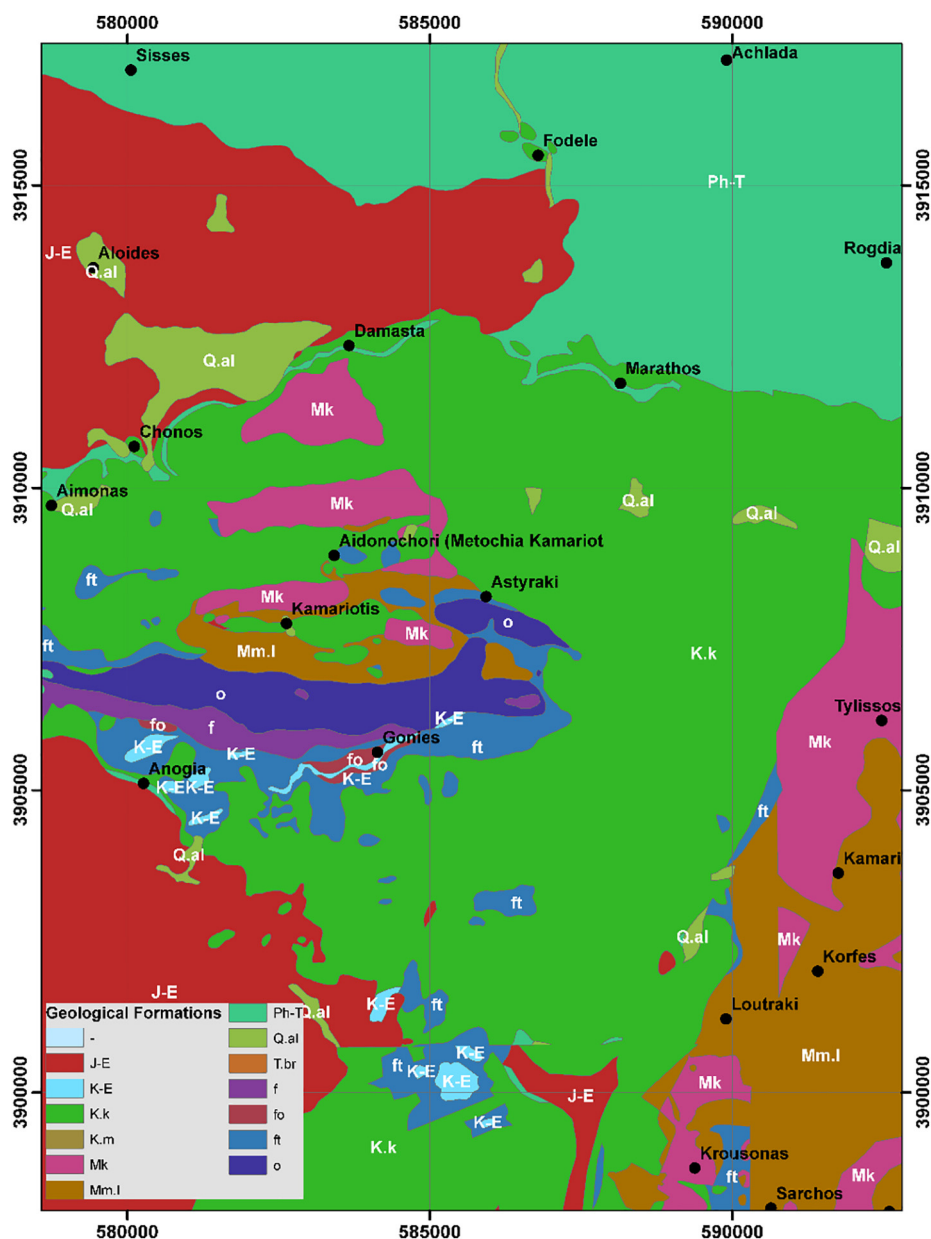 580000 585000 590000
Sisses
Achlada
Fodele
3915000 Ph-T 3915000
J-E Aloides
Q.al
Rogdia
Damasta
Q.al
Marathos
Mk
Chonos
3910000 3910000
Aimonas
Q.al
Mk
Q.al
Q.al
Q.al
Aidonochori (Metochia Kamariot
ft
Astyraki
Mk
Kamariotis
o
Mk
ft
Mm.l
K.k
o
Tylissos
K-E
fo
f
Gonies
Mk
K-E
K-E
ft
fo
fo
Anogia
K-E
3905000 3905000
K-EK-E
K-E
ft
Q.al
Kamari
ft
Q.al
Mk
Korfes
J-E
K-E
ft
Q.al
Loutraki
K-E
Mm.l
ft
K-E
K-E
Mk
3900000
J-E
K-E
K.k
Krousonas
ft
Mk
Sarchos
Geological Formations
-
J-E
K-E
K.k
K.m
Mk
Mm.l
Ph-T
Q.al
T.br
f
fo
ft
o
3900000
580000 585000 590000